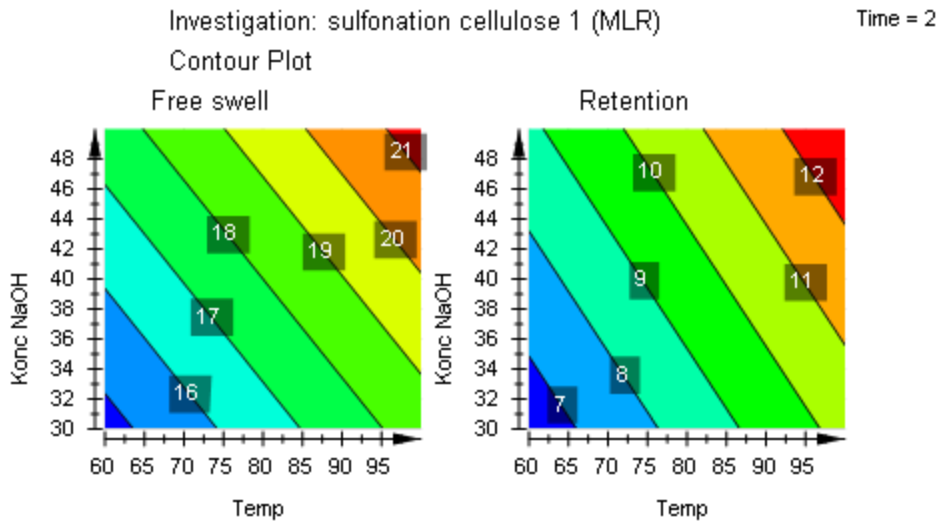 Investigation: sulfonation cellulose 1 (MLR)
Time = 2
Contour Plot
Free swell
Retention
Konc NaOH
48
46
44
42
40
38
36
34
32
30
21
20
19
18
17
16
60 65 70 75 80 85 90 95
Temp
Konc NaOH
48
46
44
42
40
38
36
34
32
30
12
11
10
9
8
7
60 65 70 75 80 85 90 95
Temp